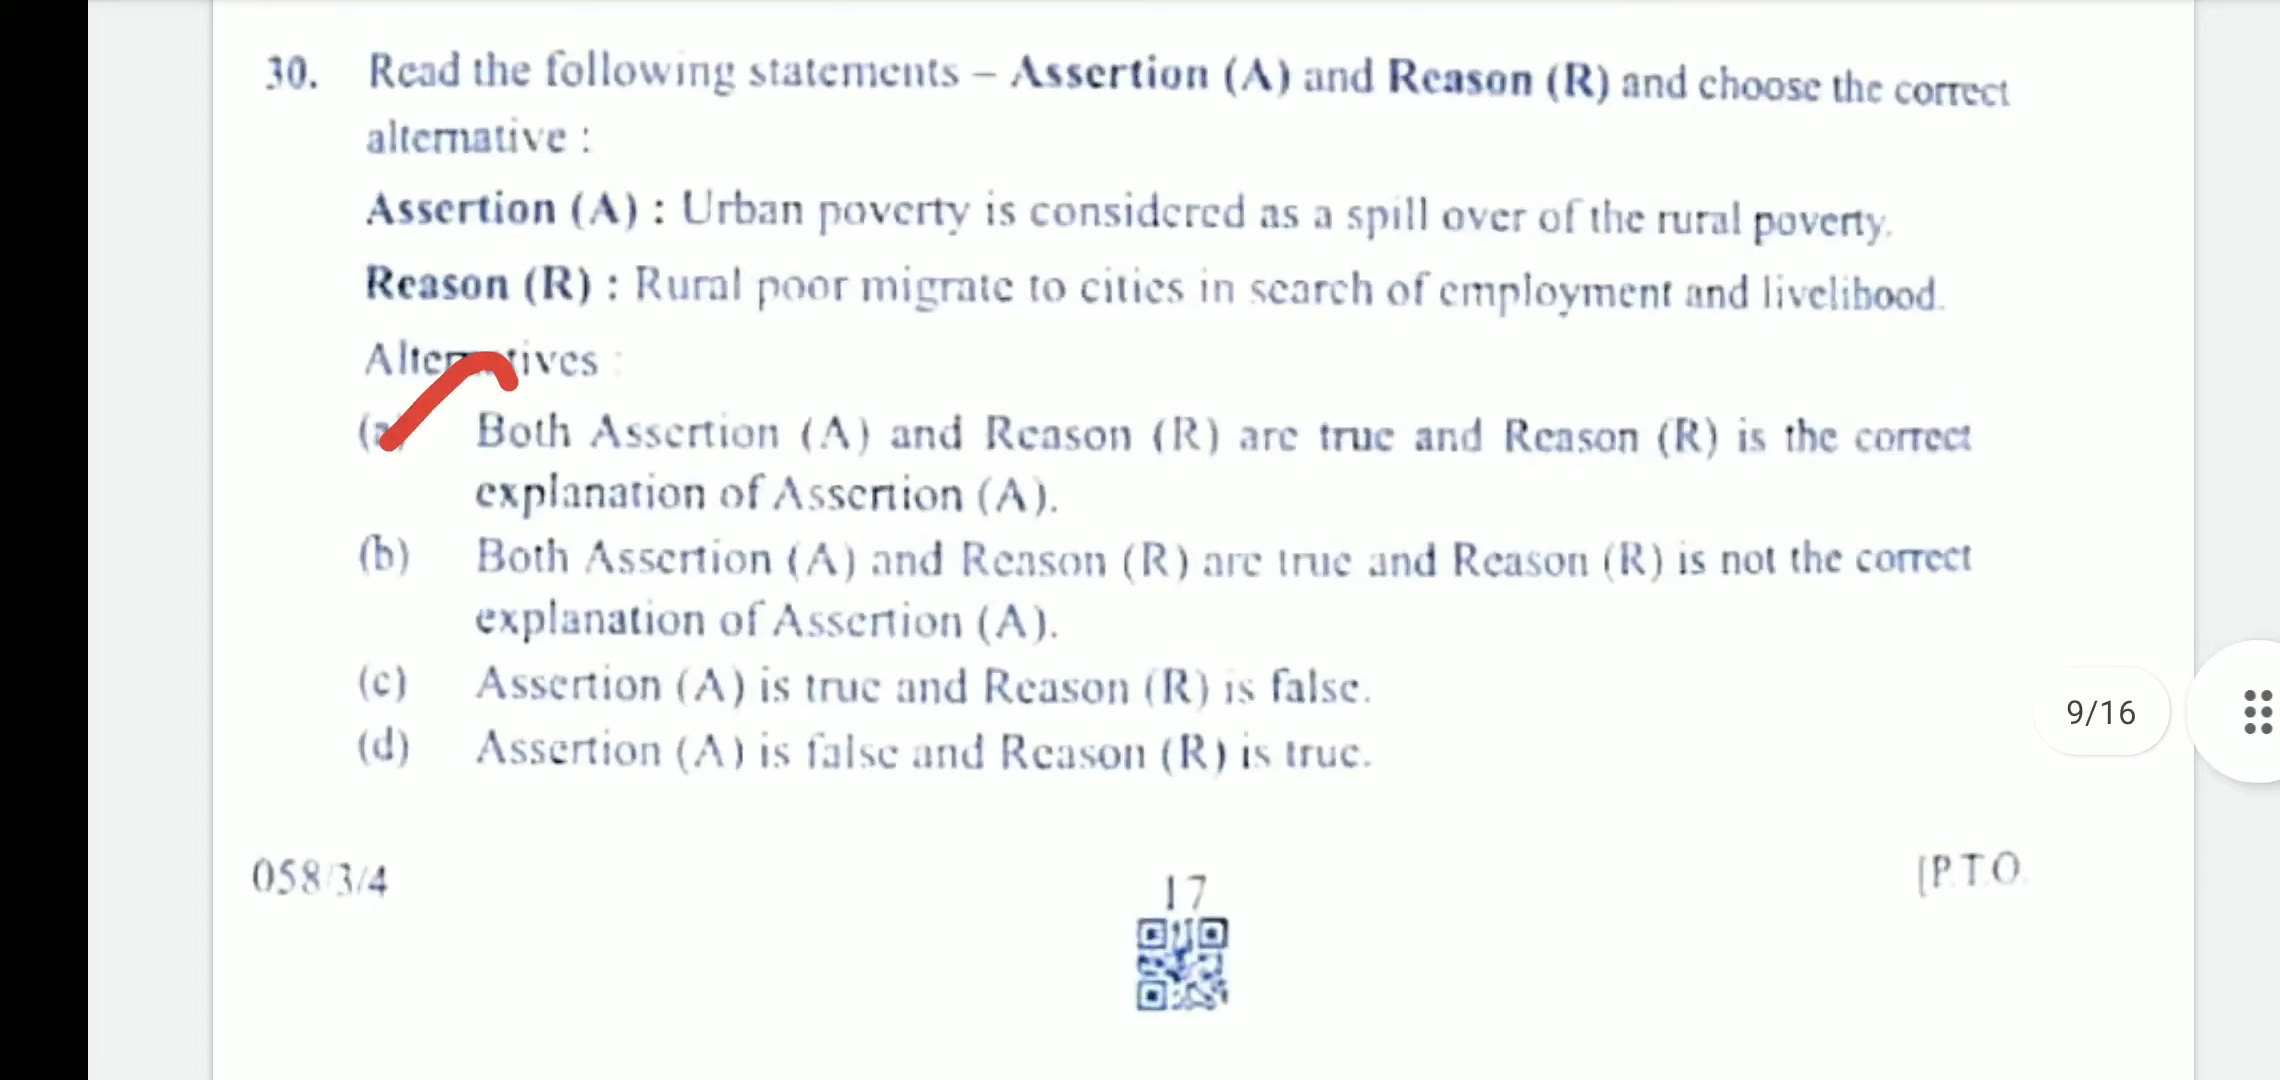 30. Read the following statements – Assertion (A) and Reason (R) and choose the correct
alternative :
Assertion (A) : Urban poverty is considered as a spill over of the rural poverty.
Reason (R) : Rural poor migrate to cities in search of employment and livelihood.
Alternatives :
(a) Both Assertion (A) and Reason (R) are true and Reason (R) is the correct
explanation of Assertion (A).
(b) Both Assertion (A) and Reason (R) are true and Reason (R) is not the correct
explanation of Assertion (A).
(c) Assertion (A) is true and Reason (R) is false.
(d) Assertion (A) is false and Reason (R) is true.
9/16
058/3/4
17
[P.T.O.